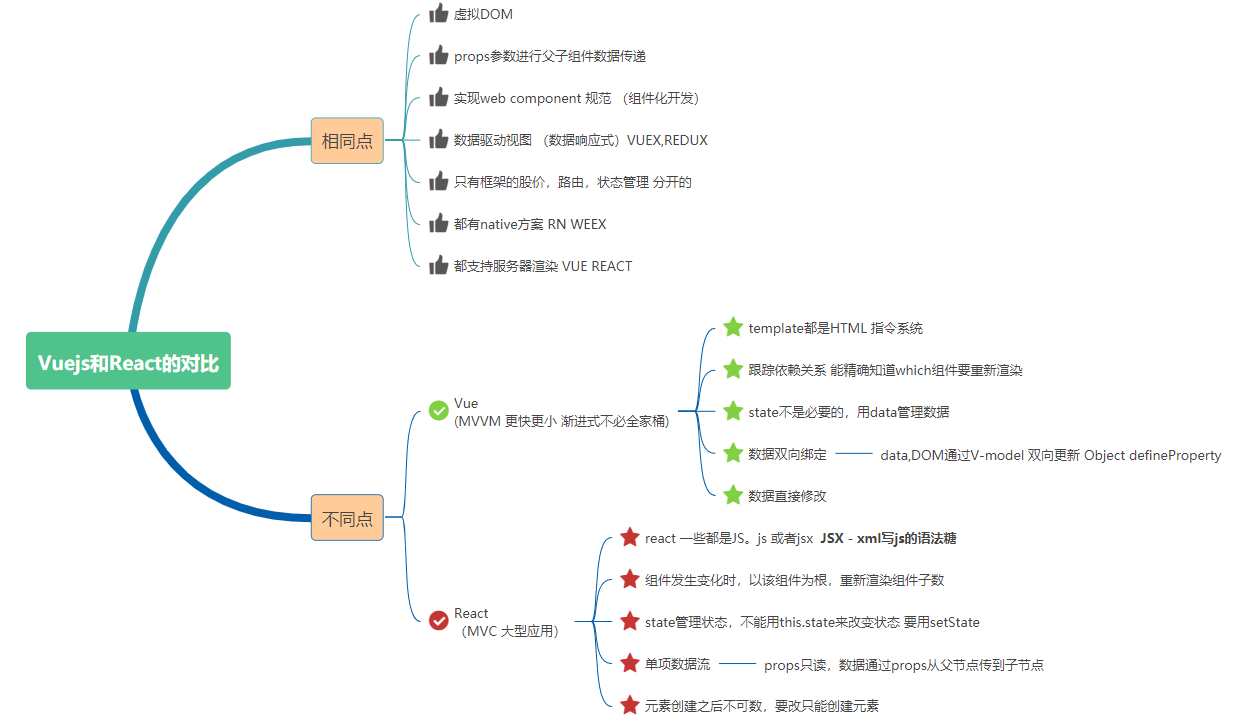 Vuejs和React的对比
相同点
虚拟DOM
props参数进行父子组件数据传递
实现web component 规范 （组件化开发）
数据驱动视图 （数据响应式）VUEX,REDUX
只有框架的股价，路由，状态管理 分开的
都有native方案 RN WEEX
都支持服务器渲染 VUE REACT
不同点
Vue
(MVVM 更快更小 渐进式不必全家桶)
template都是HTML 指令系统
跟踪依赖关系 能精确知道which组件要重新渲染
state不是必要的，用data管理数据
数据双向绑定
data,DOM通过V-model 双向更新 Object defineProperty
数据直接修改
React
（MVC 大型应用）
react 一些都是JS。js 或者jsx JSX - xml写js的语法糖
组件发生变化时，以该组件为根，重新渲染组件子数
state管理状态，不能用this.state来改变状态 要用setState
单项数据流
props只读，数据通过props从父节点传到子节点
元素创建之后不可数，要改只能创建元素